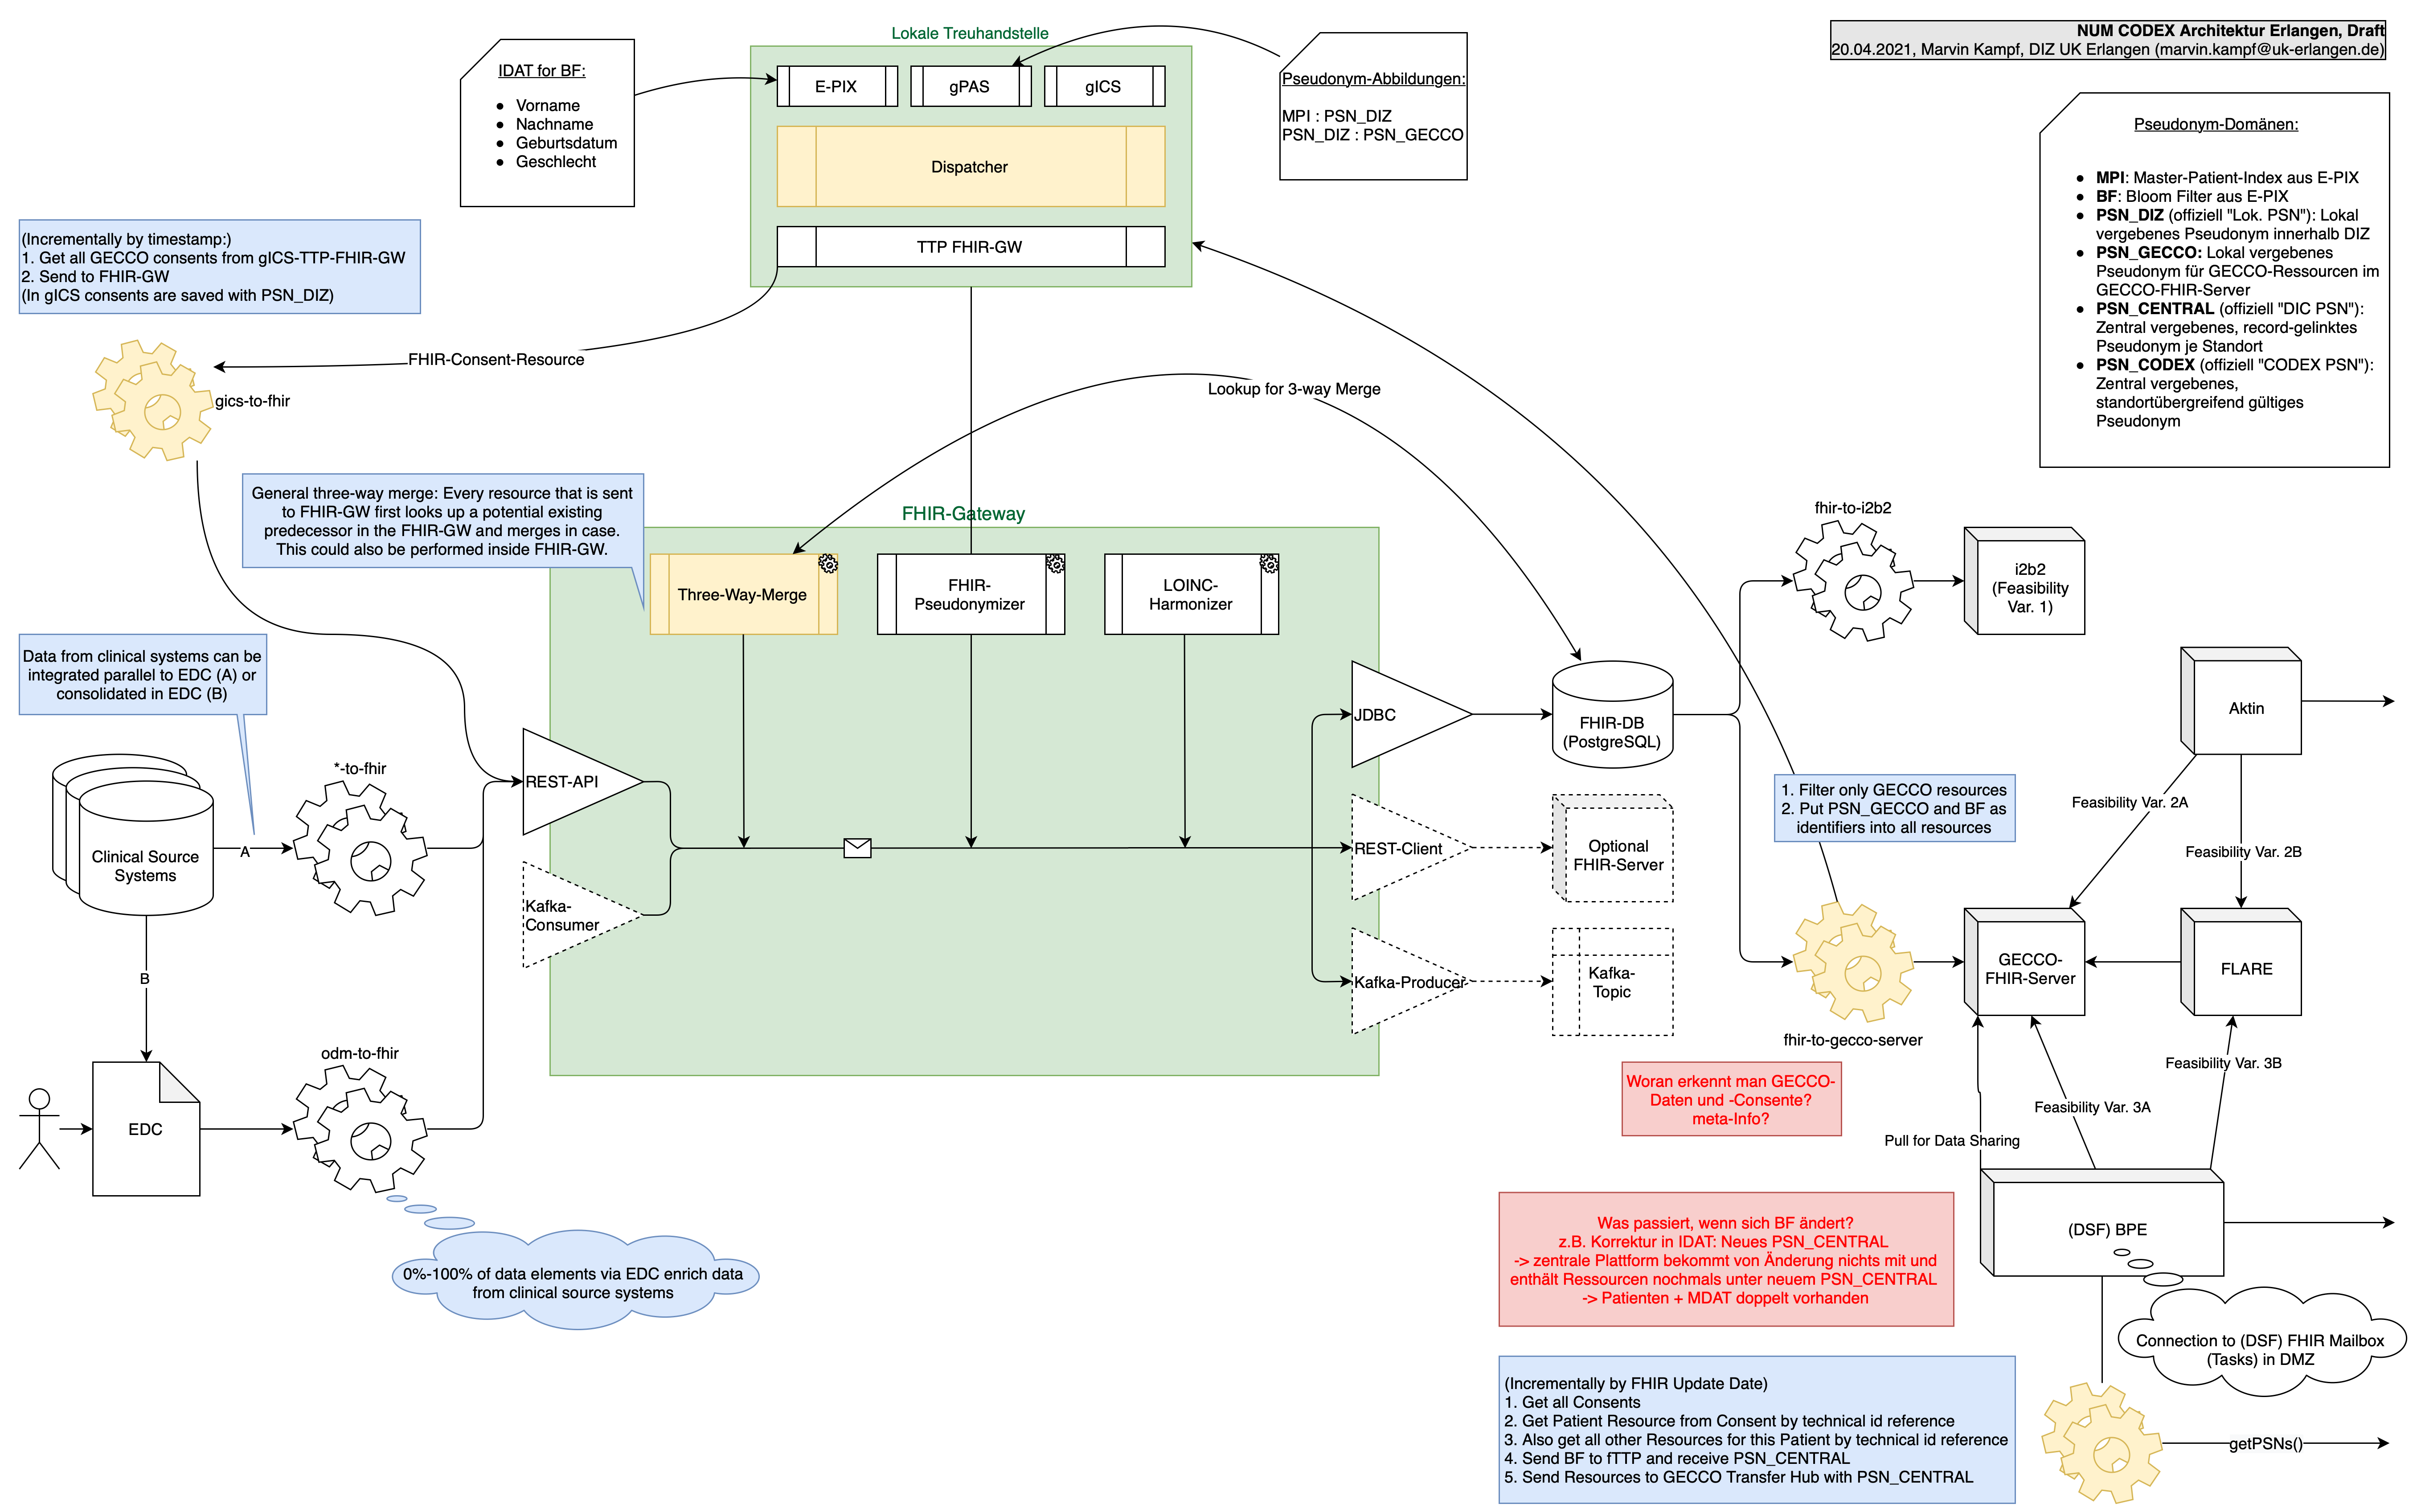 NUM CODEX Architektur Erlangen, Draft
20.04.2021, Marvin Kampf, DIZ UK Erlangen (marvin.kampf@uk-erlangen.de)
Lokale Treuhandstelle
IDAT for BF:
● Vorname
● Nachname
● Geburtsdatum
● Geschlecht
E-PIX
gPAS
gICS
Dispatcher
TTP FHIR-GW
Pseudonym-Abbildungen:
MPI : PSN_DIZ
PSN_DIZ : PSN_GECCO
Pseudonym-Domänen:
● MPI: Master-Patient-Index aus E-PIX
● BF: Bloom Filter aus E-PIX
● PSN_DIZ (offiziell "Lok. PSN"): Lokal
vergebenes Pseudonym innerhalb DIZ
● PSN_GECCO: Lokal vergebenes
Pseudonym für GECCO-Ressourcen im
GECCO-FHIR-Server
● PSN_CENTRAL (offiziell "DIC PSN"):
Zentral vergebenes, record-gelinktes
Pseudonym je Standort
● PSN_CODEX (offiziell "CODEX PSN"):
Zentral vergebenes,
standortübergreifend gültiges
Pseudonym
(Incrementally by timestamp:)
1. Get all GECCO consents from gICS-TTP-FHIR-GW
2. Send to FHIR-GW
(In gICS consents are saved with PSN_DIZ)
FHIR-Consent-Resource
gics-to-fhir
Lookup for 3-way Merge
General three-way merge: Every resource that is sent
to FHIR-GW first looks up a potential existing
predecessor in the FHIR-GW and merges in case.
This could also be performed inside FHIR-GW.
FHIR-Gateway
Three-Way-Merge
FHIR-
Pseudonymizer
LOINC-
Harmonizer
fhir-to-i2b2
i2b2
(Feasibility
Var. 1)
Data from clinical systems can be
integrated parallel to EDC (A) or
consolidated in EDC (B)
*-to-fhir
Clinical Source
Systems
A
B
REST-API
Kafka-
Consumer
JDBC
REST-Client
Kafka-Producer
FHIR-DB
(PostgreSQL)
Optional
FHIR-Server
Kafka-
Topic
1. Filter only GECCO resources
2. Put PSN_GECCO and BF as
identifiers into all resources
Aktin
Feasibility Var. 2A
Feasibility Var. 2B
GECCO-
FHIR-Server
FLARE
fhir-to-gecco-server
Feasibility Var. 3B
Feasibility Var. 3A
Pull for Data Sharing
Woran erkennt man GECCO-
Daten und -Consente?
meta-Info?
EDC
odm-to-fhir
0%-100% of data elements via EDC enrich data
from clinical source systems
Was passiert, wenn sich BF ändert?
z.B. Korrektur in IDAT: Neues PSN_CENTRAL
-> zentrale Plattform bekommt von Änderung nichts mit und
enthält Ressourcen nochmals unter neuem PSN_CENTRAL
-> Patienten + MDAT doppelt vorhanden
(DSF) BPE
Connection to (DSF) FHIR Mailbox
(Tasks) in DMZ
(Incrementally by FHIR Update Date)
1. Get all Consents
2. Get Patient Resource from Consent by technical id reference
3. Also get all other Resources for this Patient by technical id reference
4. Send BF to fTTP and receive PSN_CENTRAL
5. Send Resources to GECCO Transfer Hub with PSN_CENTRAL
getPSNs()